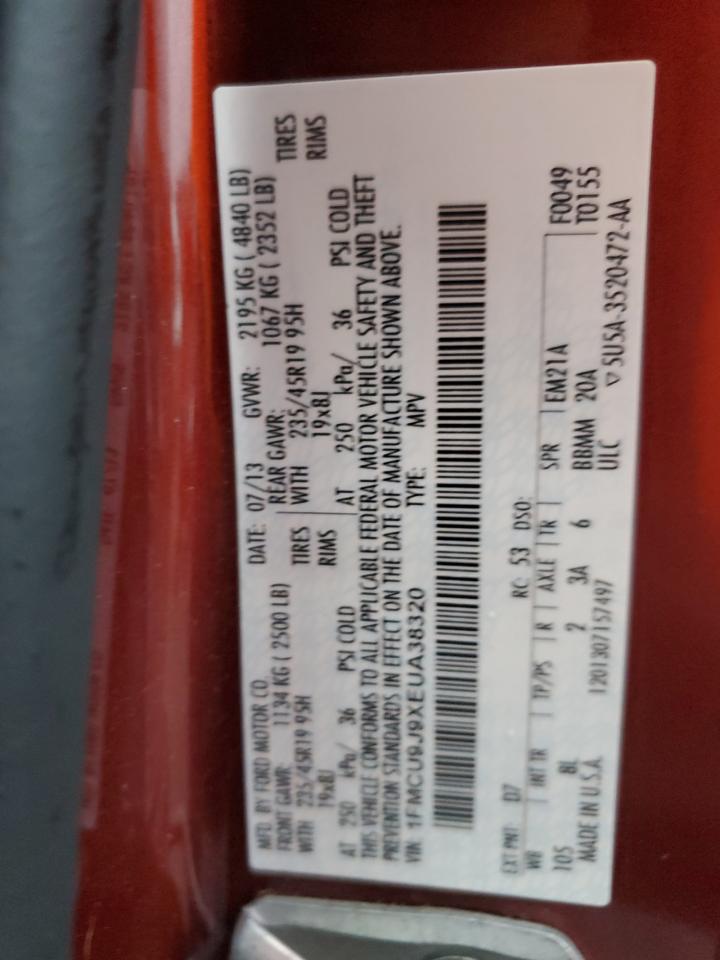 MFD. BY FORD MOTOR CO. DATE: 07/13 GVWR: 2195 KG ( 4840 LB)
FRONT GAWR: 1134 KG ( 2500 LB) REAR GAWR: 1067 KG ( 2352 LB)
WITH 235/45R19 95H TIRES WITH 235/45R19 95H TIRES
19x8J RIMS 19x8J RIMS
AT 250 kPa/ 36 PSI COLD AT 250 kPa/ 36 PSI COLD
THIS VEHICLE CONFORMS TO ALL APPLICABLE FEDERAL MOTOR VEHICLE SAFETY AND THEFT
PREVENTION STANDARDS IN EFFECT ON THE DATE OF MANUFACTURE SHOWN ABOVE.
VIN: 1FMCU9J9XEUA38320 TYPE: MPV
EXT PNT: D7 RC: 53 DSO: F0049
WB INT TR TP/PS R AXLE TR SPR EM21A T0155
105 8L 2 3A 6 BBMM 20A
MADE IN U.S.A. 1201307157497 ULC ▽5U5A-3520472-AA